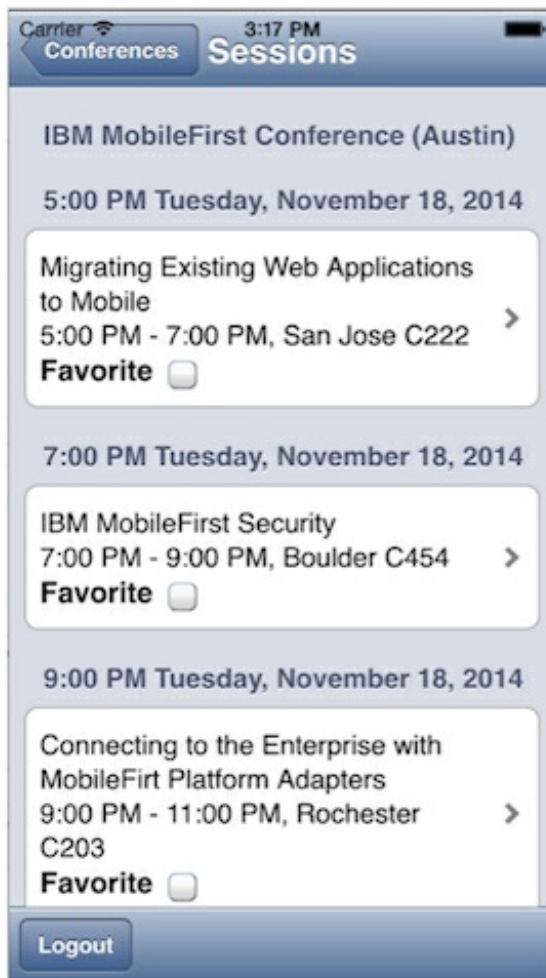 Carrier 3:17 PM
Conferences Sessions
IBM MobileFirst Conference (Austin)
5:00 PM Tuesday, November 18, 2014
Migrating Existing Web Applications
to Mobile
5:00 PM - 7:00 PM, San Jose C222
Favorite
7:00 PM Tuesday, November 18, 2014
IBM MobileFirst Security
7:00 PM - 9:00 PM, Boulder C454
Favorite
9:00 PM Tuesday, November 18, 2014
Connecting to the Enterprise with
MobileFirt Platform Adapters
9:00 PM - 11:00 PM, Rochester
C203
Favorite
Logout